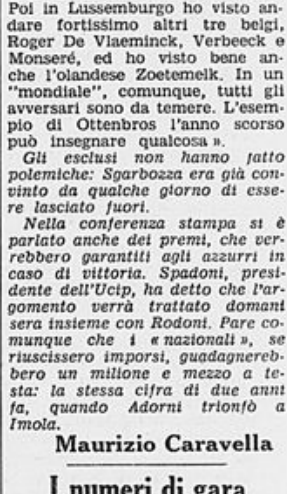 Poi in Lussemburgo ho visto an-
dare fortissimo altri tre belgi,
Roger De Vlaeminck, Verbeeck e
Monseré, ed ho visto bene an-
che l'olandese Zoetemelk. In un
"mondiale", comunque, tutti gli
avversari sono da temere. L'esem-
pio di Ottenbros l'anno scorso
può insegnare qualcosa ».
Gli esclusi non hanno fatto
polemiche: Sgarbozza era già con-
vinto da qualche giorno di esse-
re lasciato fuori.
Nella conferenza stampa si è
parlato anche dei premi, che ver-
rebbero garantiti agli azzurri in
caso di vittoria. Spadoni, presi-
dente dell'Ucip, ha detto che l'ar-
gomento verrà trattato domani
sera insieme con Rodoni. Pare co-
munque che i « nazionali », se
riuscissero imporsi, guadagnereb-
bero un milione e mezzo a te-
sta: la stessa cifra di due anni
fa, quando Adorni trionfò a
Imola.
Maurizio Caravella
I numeri di gara